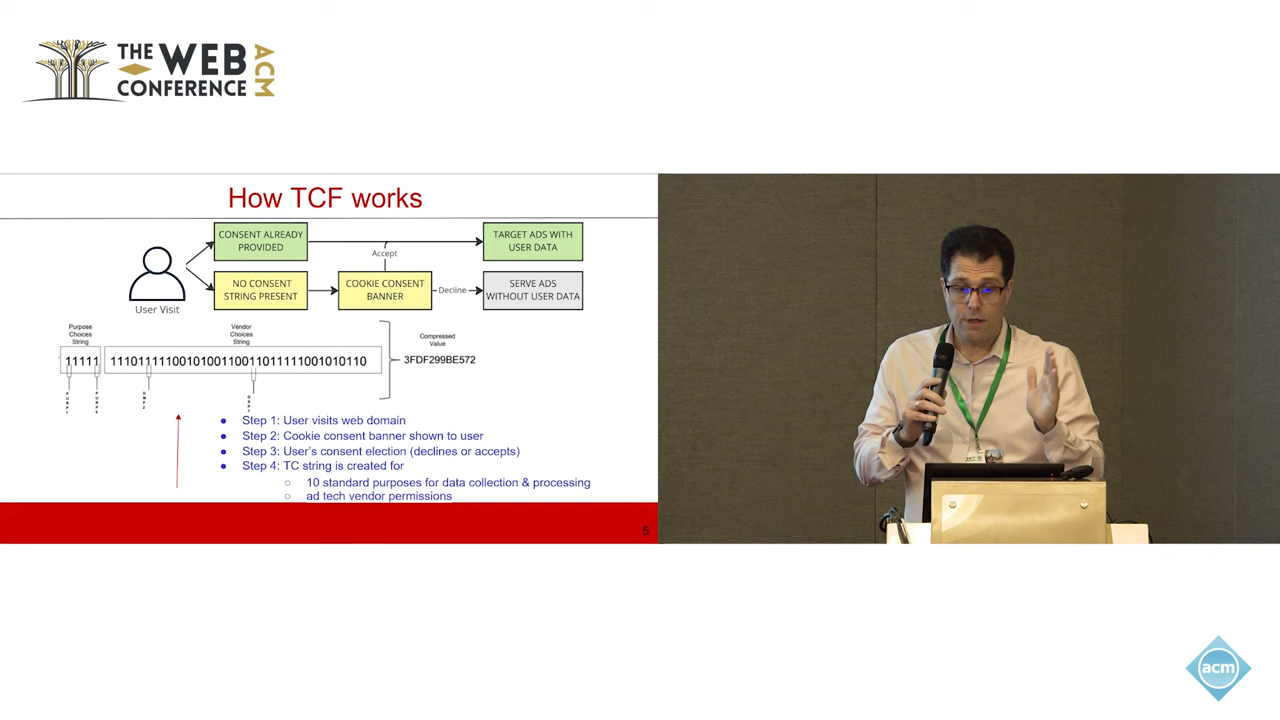 THE WEB
CONFERENCE
ACM
How TCF works
CONSENT ALREADY
PROVIDED
TARGET ADS WITH
USER DATA
Accept
NO CONSENT
STRING PRESENT
COOKIE CONSENT
BANNER
Decline
SERVE ADS
WITHOUT USER DATA
User Visit
Purpose
Choices
String
Vendor
Choices
String
Compressed
Value
11111
3FDF299BE572
Step 1: User visits web domain
Step 2: Cookie consent banner shown to user
Step 3: User's consent election (declines or accepts)
Step 4: TC string is created for
10 standard purposes for data collection & processing
ad tech vendor permissions
5
acm